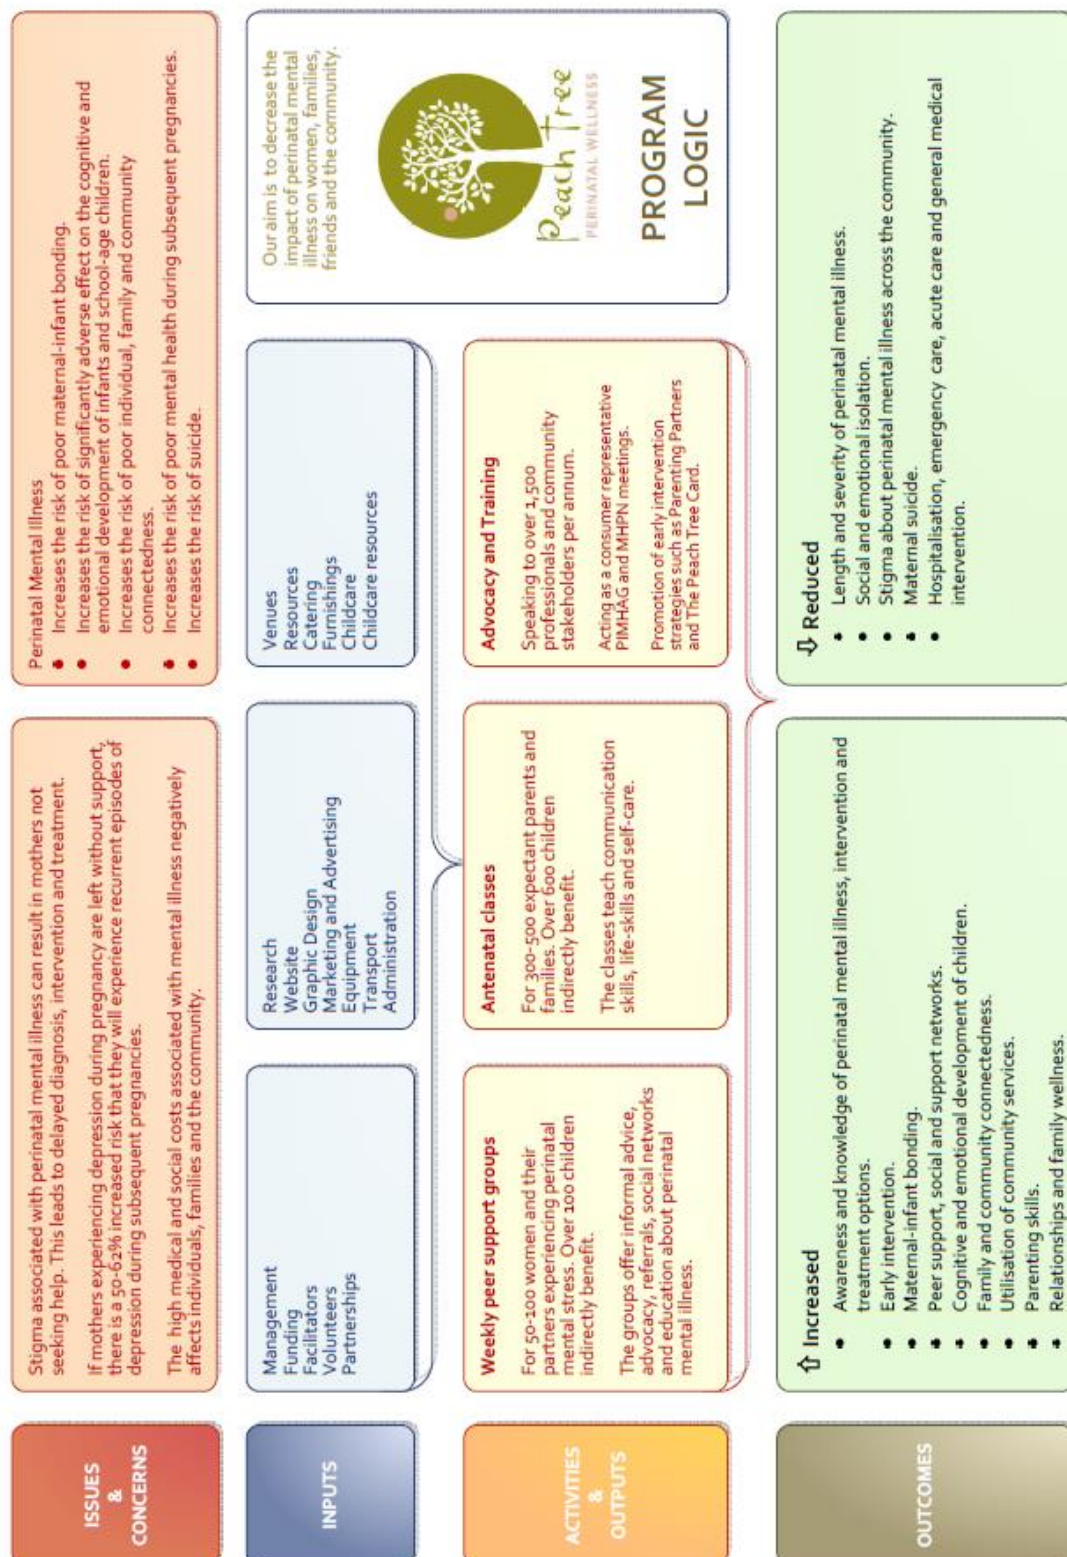 ISSUES
&
CONCERNS
Stigma associated with perinatal mental illness can result in mothers not
seeking help. This leads to delayed diagnosis, intervention and treatment.
If mothers experiencing depression during pregnancy are left without support,
there is a 50-62% increased risk that they will experience recurrent episodes of
depression during subsequent pregnancies.
The high medical and social costs associated with mental illness negatively
affects individuals, families and the community.
Perinatal Mental Illness
• Increases the risk of poor maternal-infant bonding.
• Increases the risk of significantly adverse effect on the cognitive and
emotional development of infants and school-age children.
• Increases the risk of poor individual, family and community
connectedness.
• Increases the risk of poor mental health during subsequent pregnancies.
• Increases the risk of suicide.
INPUTS
Management
Funding
Facilitators
Volunteers
Partnerships
Research
Website
Graphic Design
Marketing and Advertising
Equipment
Transport
Administration
Venues
Resources
Catering
Furnishings
Childcare
Childcare resources
Our aim is to decrease the
impact of perinatal mental
illness on women, families,
friends and the community.
Peach Tree
PERINATAL WELLNESS
PROGRAM
LOGIC
ACTIVITIES
&
OUTPUTS
Weekly peer support groups
For 50-100 women and their
partners experiencing perinatal
mental stress. Over 100 children
indirectly benefit.
The groups offer informal advice,
advocacy, referrals, social networks
and education about perinatal
mental illness.
Antenatal classes
For 300-500 expectant parents and
families. Over 600 children
indirectly benefit.
The classes teach communication
skills, life-skills and self-care.
Advocacy and Training
Speaking to over 1,500
professionals and community
stakeholders per annum.
Acting as a consumer representative
PIMHAG and MHPN meetings.
Promotion of early intervention
strategies such as Parenting Partners
and The Peach Tree Card.
OUTCOMES
⇧ Increased
• Awareness and knowledge of perinatal mental illness, intervention and
treatment options.
• Early intervention.
• Maternal-infant bonding.
• Peer support, social and support networks.
• Cognitive and emotional development of children.
• Family and community connectedness.
• Utilisation of community services.
• Parenting skills.
• Relationships and family wellness.
⇩ Reduced
• Length and severity of perinatal mental illness.
• Social and emotional isolation.
• Stigma about perinatal mental illness across the community.
• Maternal suicide.
• Hospitalisation, emergency care, acute care and general medical
intervention.